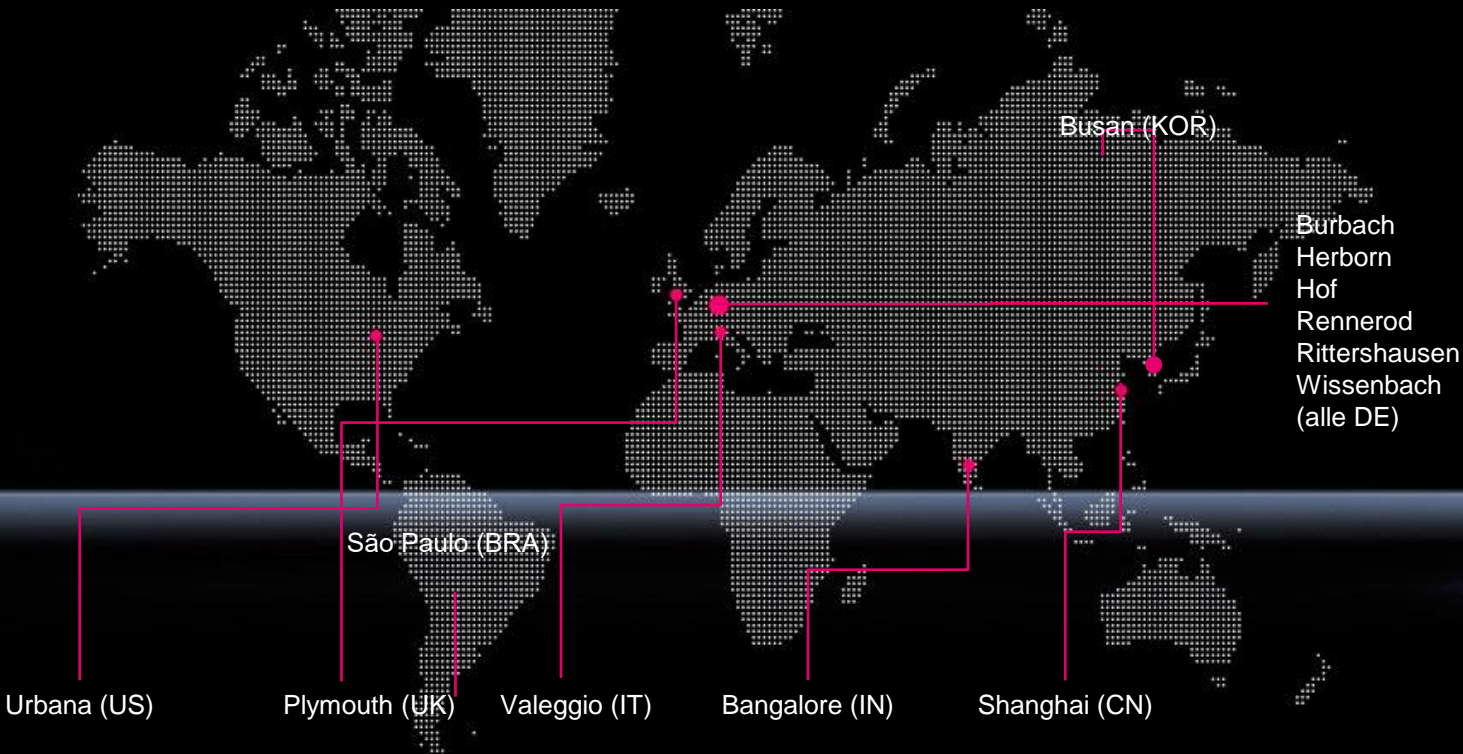 Busan (KOR)
Burbach
Herborn
Hof
Rennerod
Rittershausen
Wissenbach
(alle DE)
São Paulo (BRA)
Urbana (US)
Plymouth (UK)
Valeggio (IT)
Bangalore (IN)
Shanghai (CN)